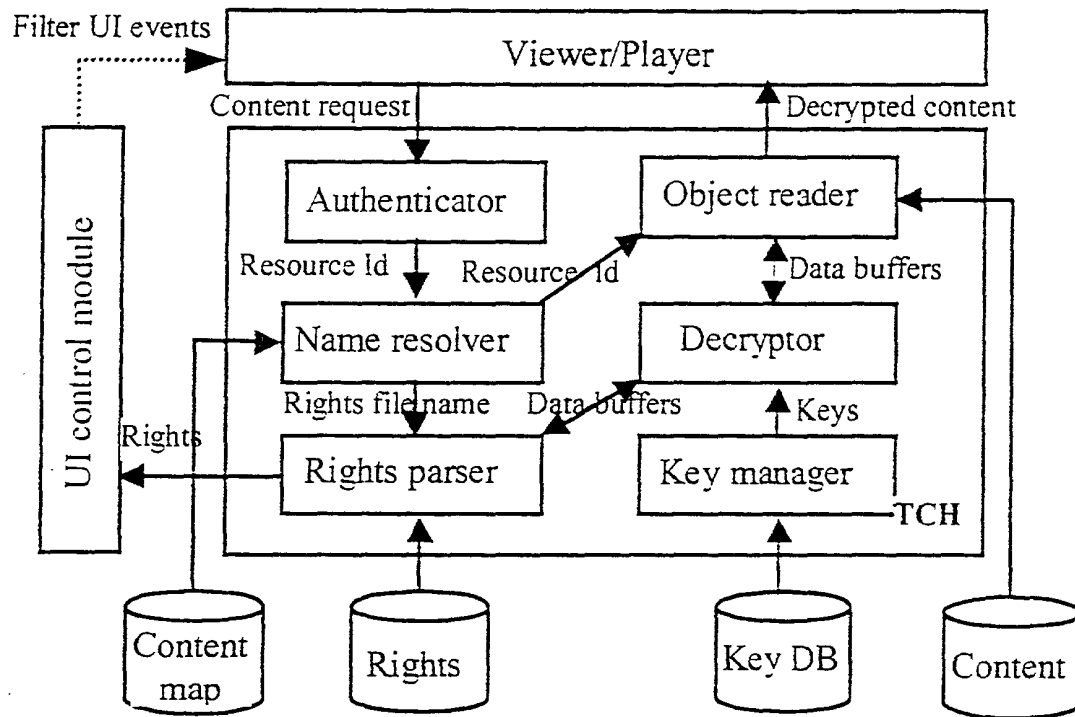 Filter UI events
Viewer/Player
Content request
Decrypted content
Authenticator
Object reader
Resource Id
Resource Id
Data buffers
UI control module
Name resolver
Decryptor
Rights file name
Data buffers
Keys
Rights
Rights parser
Key manager
TCH
Content
map
Rights
Key DB
Content